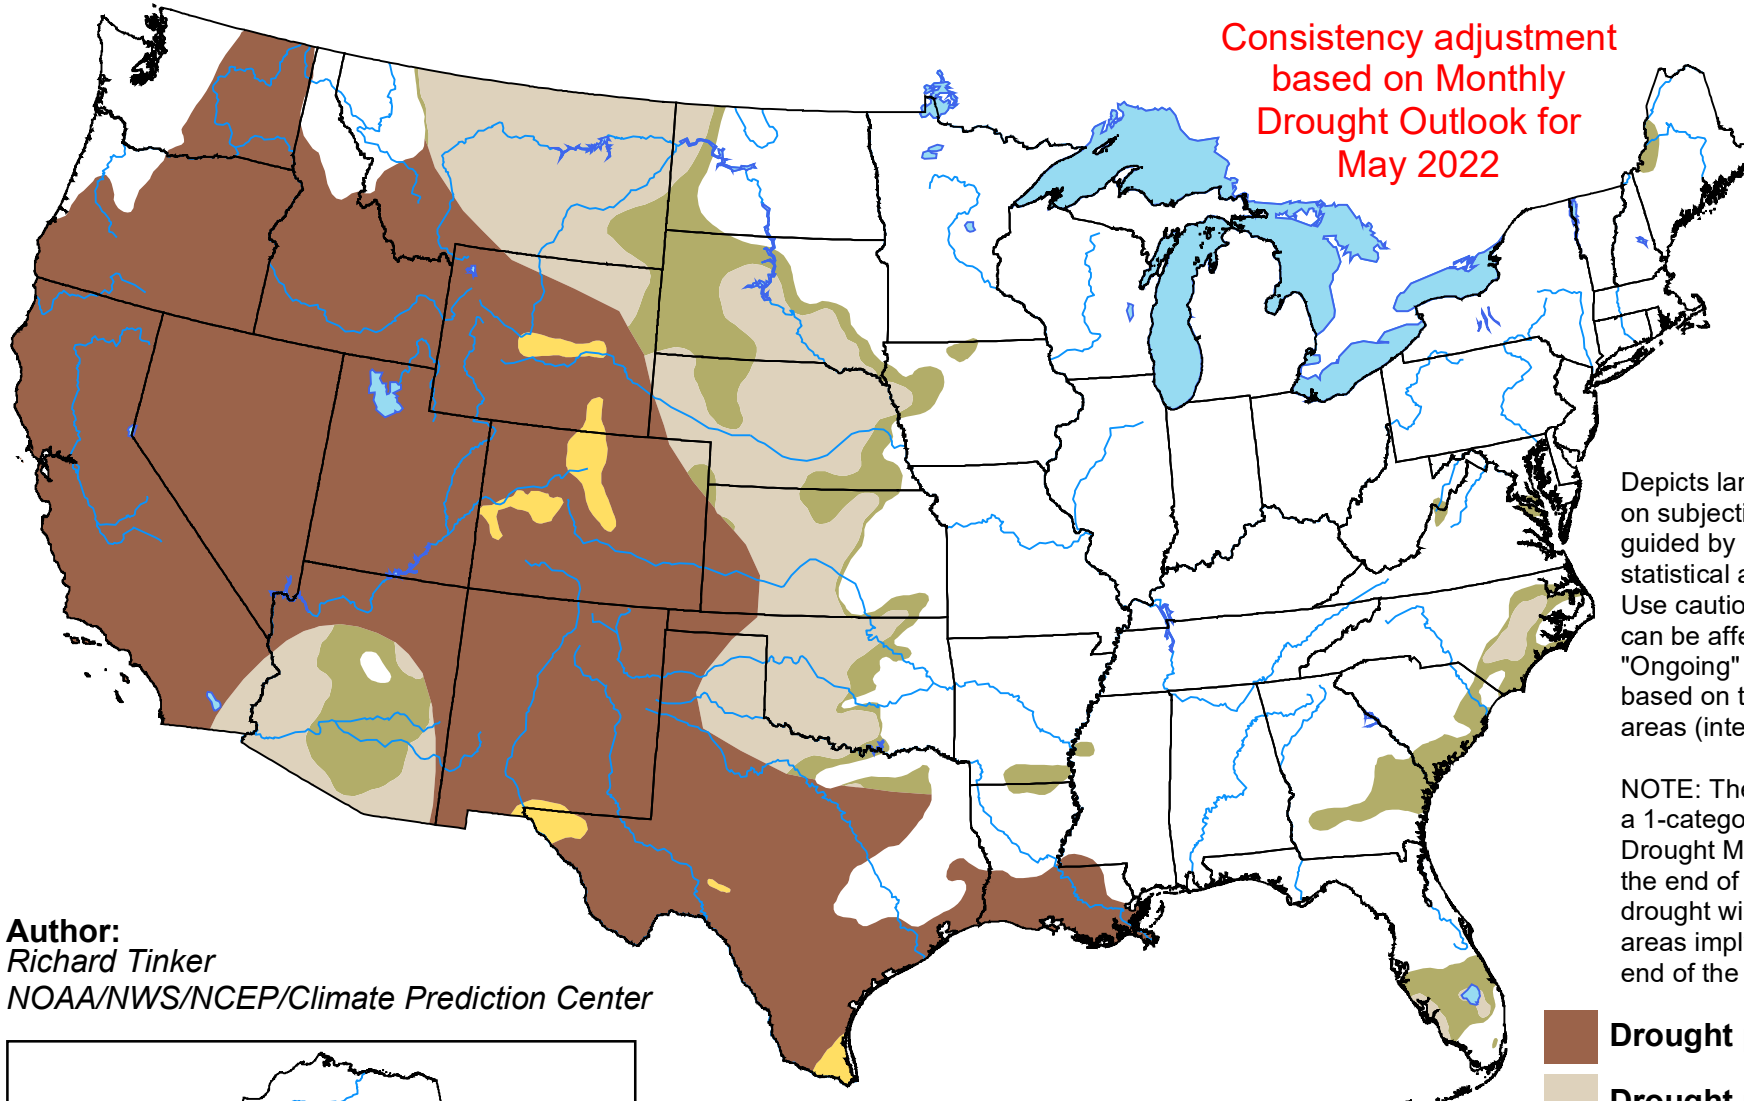 Consistency adjustment
based on Monthly
Drought Outlook for
May 2022
Depicts lar
on subjecti
guided by
statistical a
Use cautio
can be affe
"Ongoing"
based on t
areas (inte
NOTE: The
a 1-catego
Drought M
the end of
drought wi
areas impl
end of the
Author:
Richard Tinker
NOAA/NWS/NCEP/Climate Prediction Center
Drought
Drought